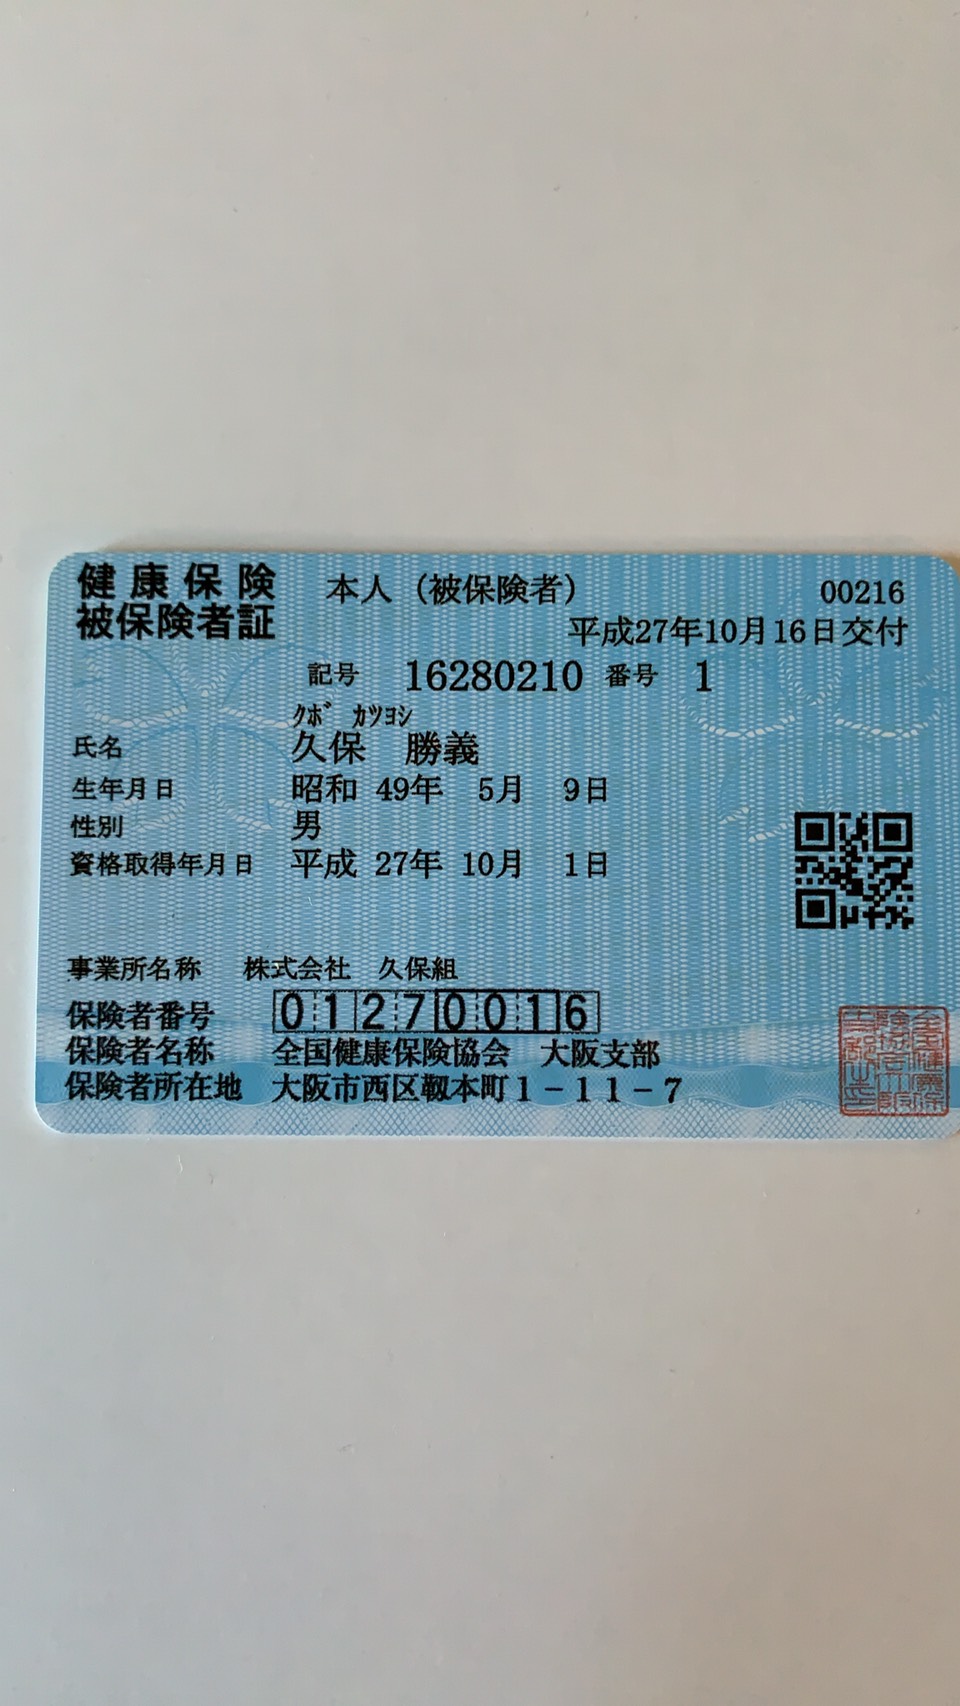 健康保険 本人（被保険者） 00216
被保険者証 平成27年10月16日交付
記号 16280210 番号 1
ｸﾎﾞ ｶﾂﾖｼ
氏名 久保 勝義
生年月日 昭和 49年 5月 9日
性別 男
資格取得年月日 平成 27年 10月 1日
事業所名称 株式会社 久保組
保険者番号 01270016
保険者名称 全国健康保険協会 大阪支部
保険者所在地 大阪市西区靱本町1－11－7